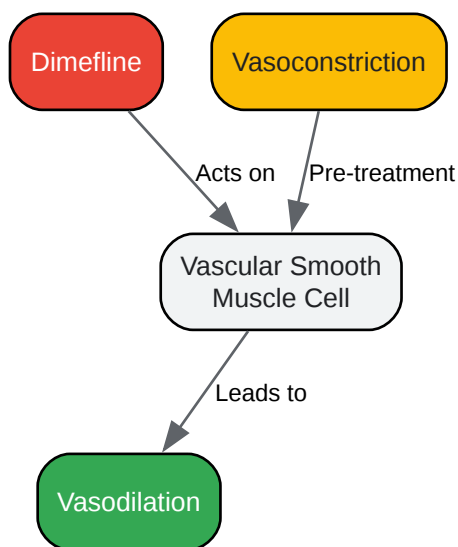 Dimefline
Vasoconstriction
Acts on
Pre-treatment
Vascular Smooth
Muscle Cell
Leads to
Vasodilation